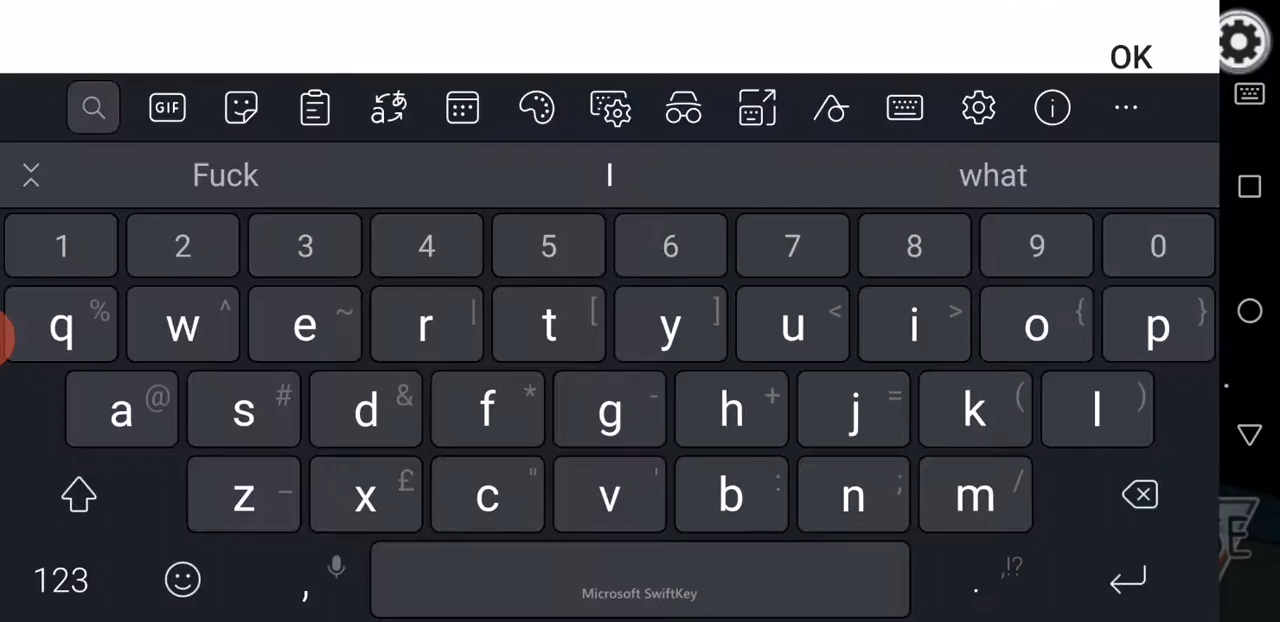 OK
GIF
Fuck I what
1 2 3 4 5 6 7 8 9 0
q % w ^ e ~ r | t [ y ] u < i > o { p }
a @ s # d & f * g - h + j = k ( l )
z _ x £ c " v ' b : n ; m /
123 , Microsoft SwiftKey . ,!?